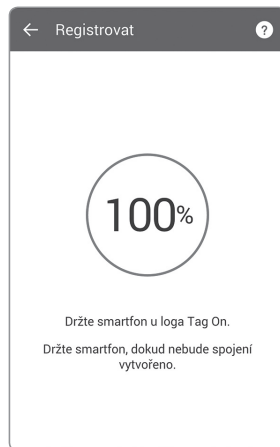 ← Registrovat ?
100%
Držte smartfon u loga Tag On.
Držte smartfon, dokud nebude spojení
vytvořeno.